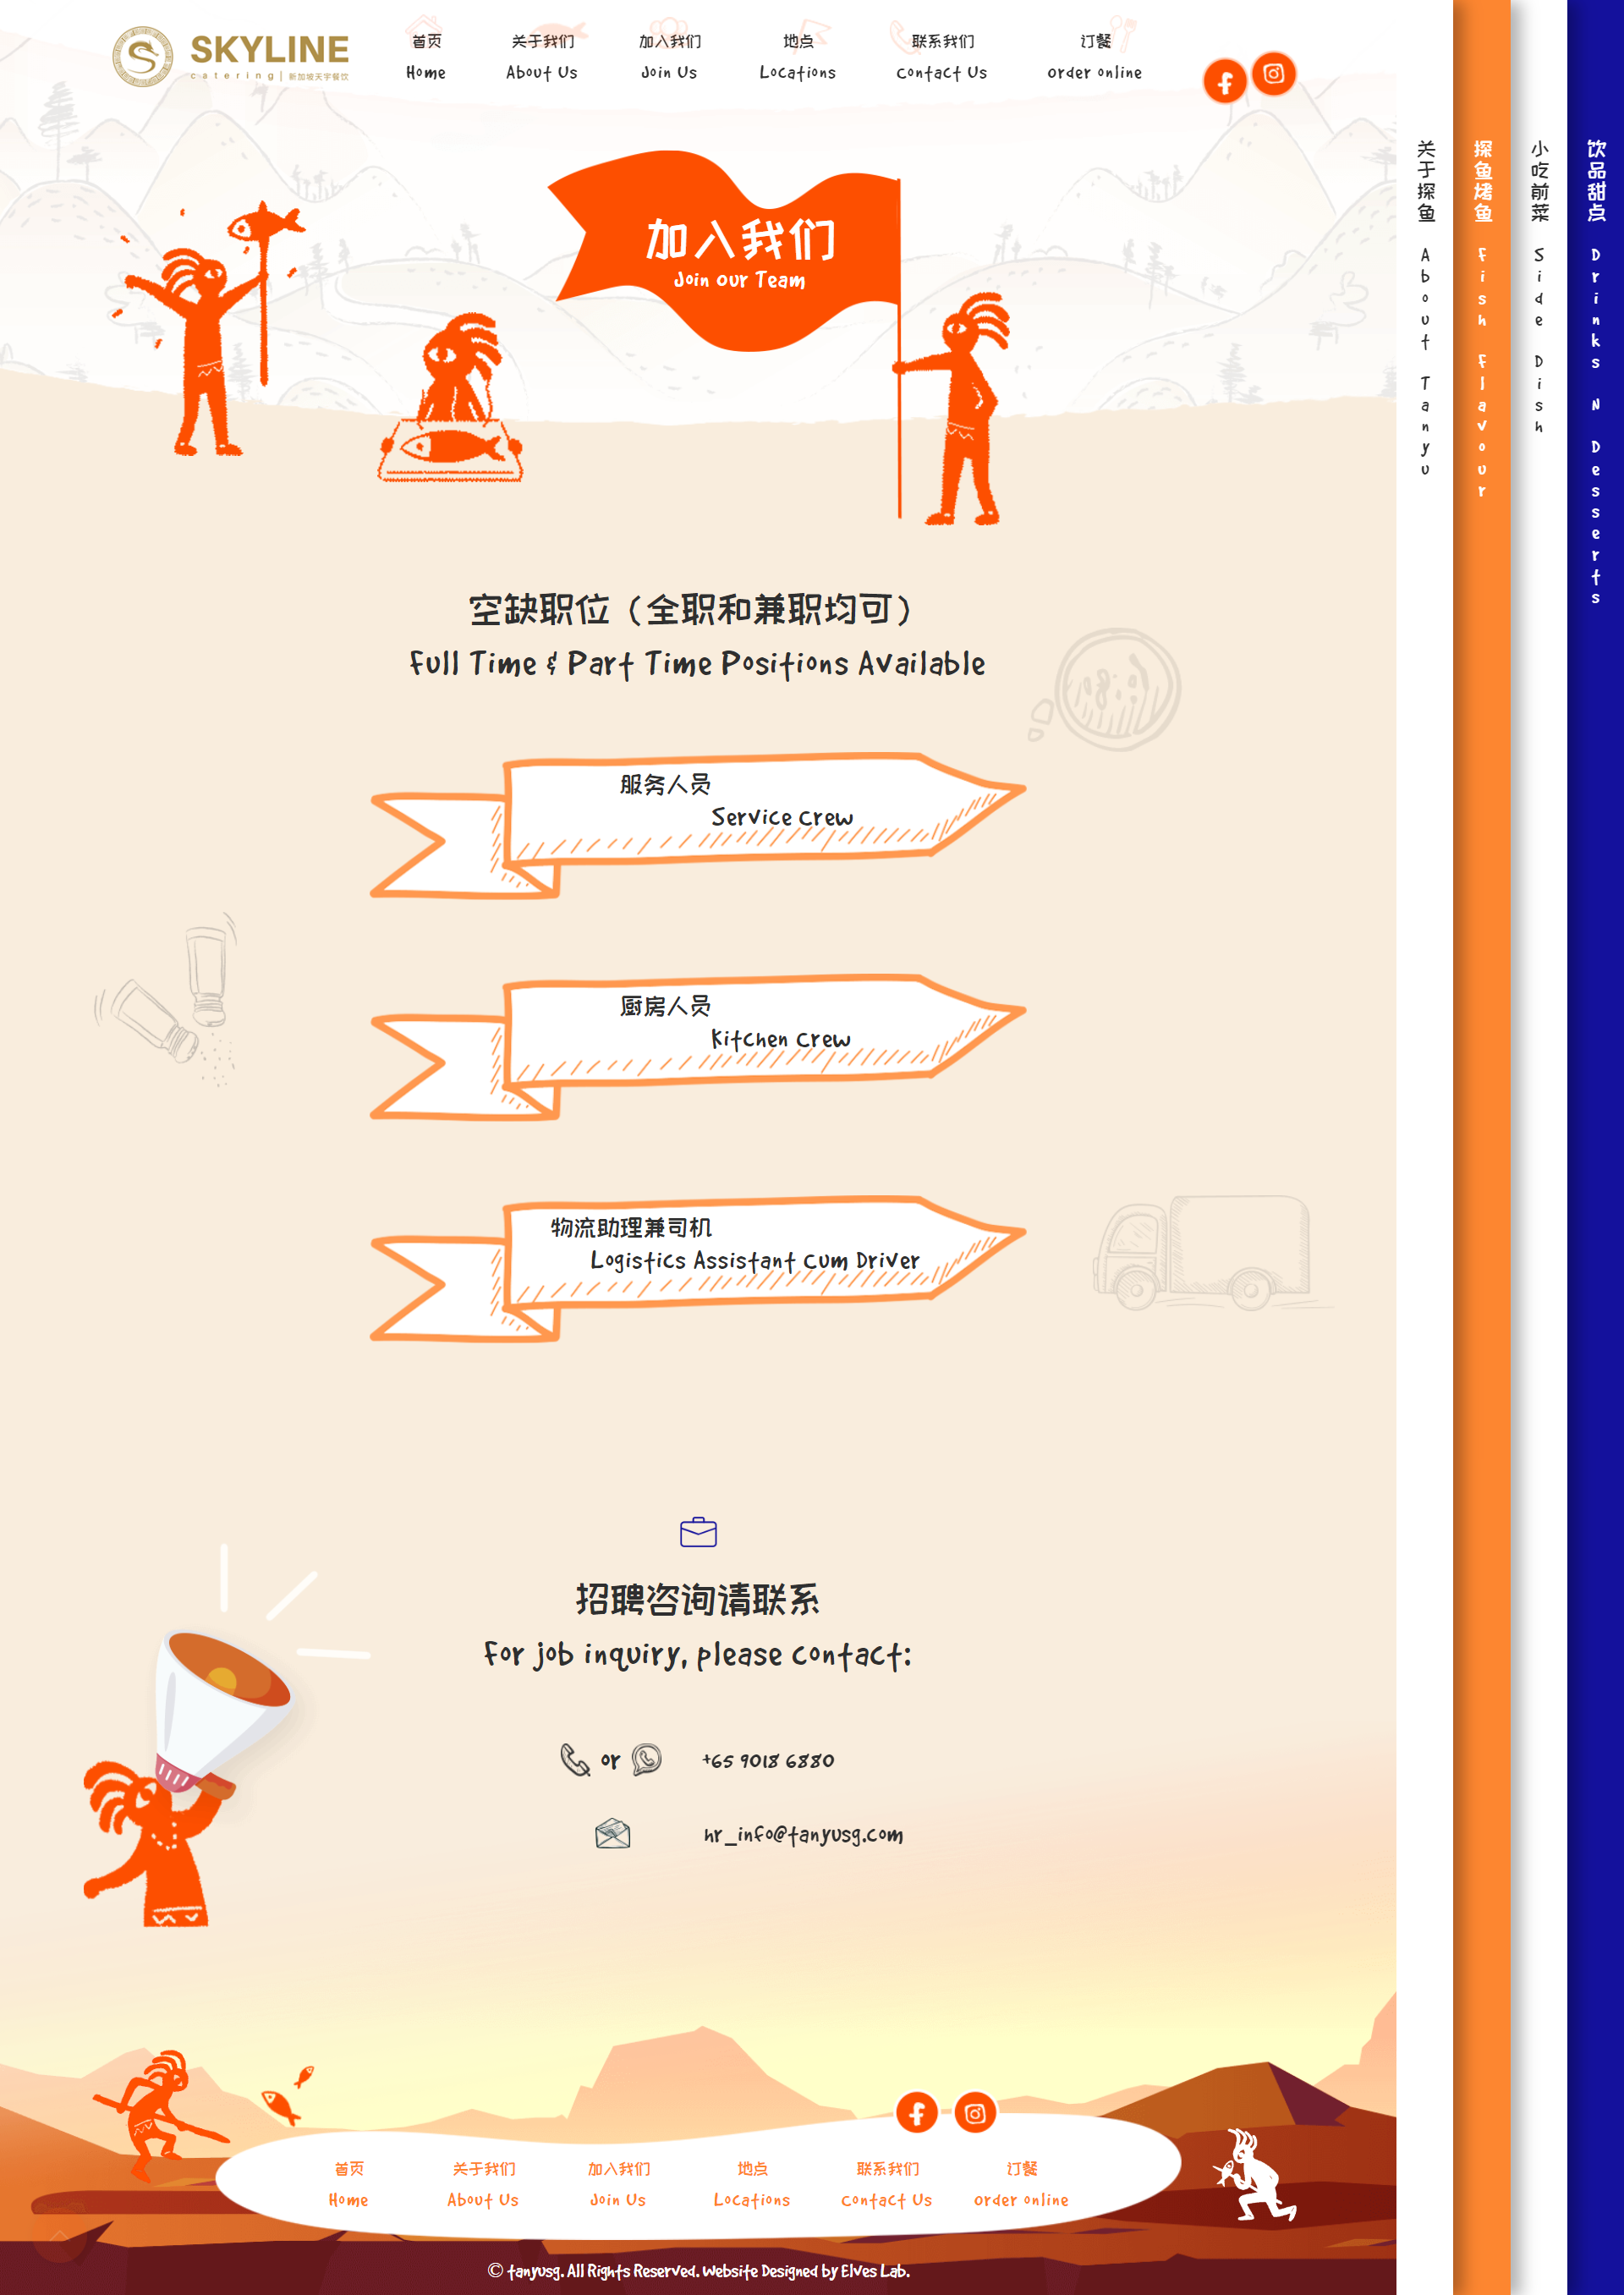 SKYLINE
catering | 新加坡天宇餐饮
首页
Home
关于我们
About Us
加入我们
Join Us
地点
Locations
联系我们
Contact Us
订餐
Order Online
加入我们
Join Our Team
空缺职位（全职和兼职均可）
Full Time & Part Time Positions Available
服务人员
Service Crew
厨房人员
Kitchen Crew
物流助理兼司机
Logistics Assistant Cum Driver
招聘咨询请联系
For job inquiry, please contact:
or
+65 9018 6880
hr_info@tanyusg.com
首页
Home
关于我们
About Us
加入我们
Join Us
地点
Locations
联系我们
Contact Us
订餐
Order Online
© tanyusg. All Rights Reserved. Website Designed by Elves Lab.
关于探鱼 About Tanyu
探鱼烤鱼 Fish Flavour
小吃前菜 Side Dish
饮品甜点 Drinks N Desserts